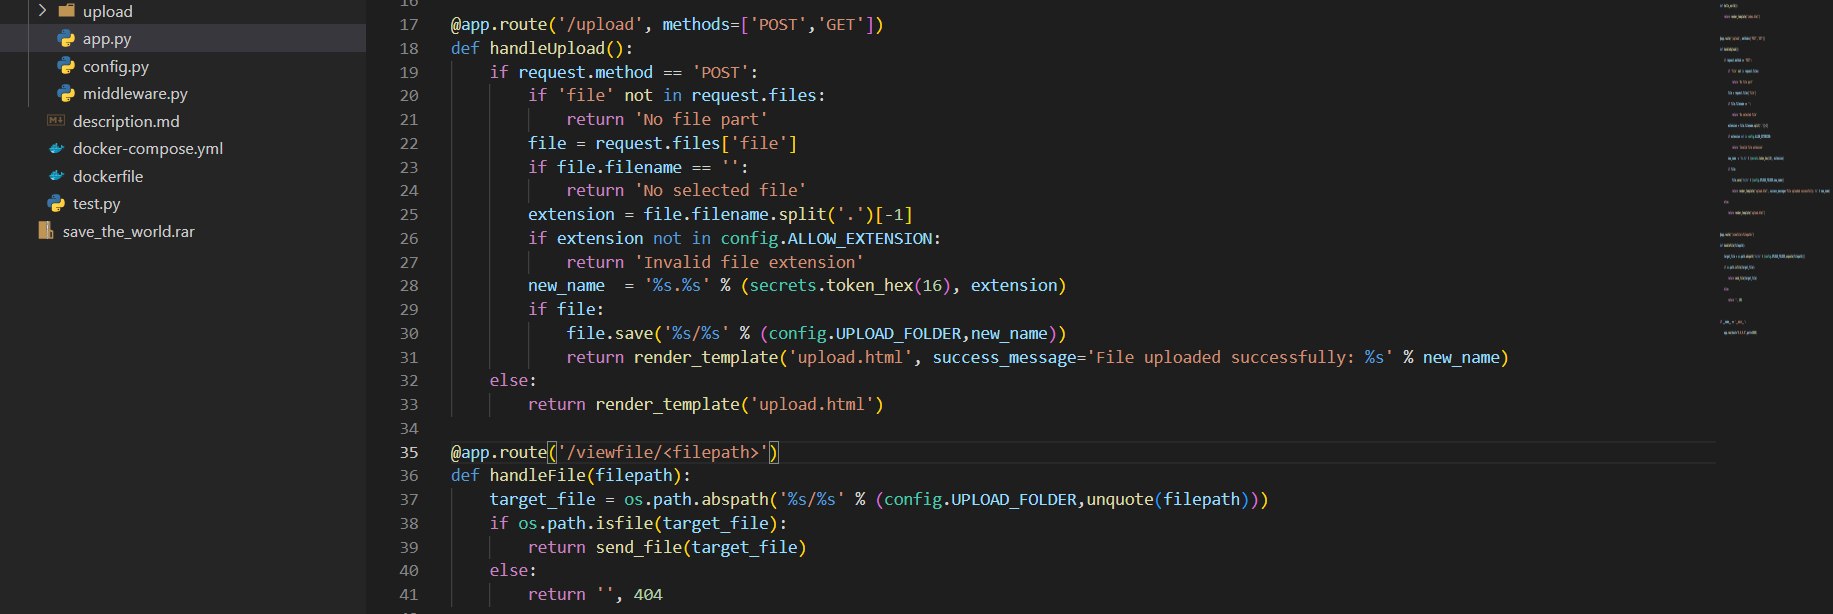 upload
app.py
config.py
middleware.py
description.md
docker-compose.yml
dockerfile
test.py
save_the_world.rar
16
17 @app.route('/upload', methods=['POST','GET'])
18 def handleUpload():
19     if request.method == 'POST':
20         if 'file' not in request.files:
21             return 'No file part'
22         file = request.files['file']
23         if file.filename == '':
24             return 'No selected file'
25         extension = file.filename.split('.')[-1]
26         if extension not in config.ALLOW_EXTENSION:
27             return 'Invalid file extension'
28         new_name  = '%s.%s' % (secrets.token_hex(16), extension)
29         if file:
30             file.save('%s/%s' % (config.UPLOAD_FOLDER,new_name))
31             return render_template('upload.html', success_message='File uploaded successfully: %s' % new_name)
32     else:
33         return render_template('upload.html')
34
35 @app.route('/viewfile/<filepath>')
36 def handleFile(filepath):
37     target_file = os.path.abspath('%s/%s' % (config.UPLOAD_FOLDER,unquote(filepath)))
38     if os.path.isfile(target_file):
39         return send_file(target_file)
40     else:
41         return '', 404